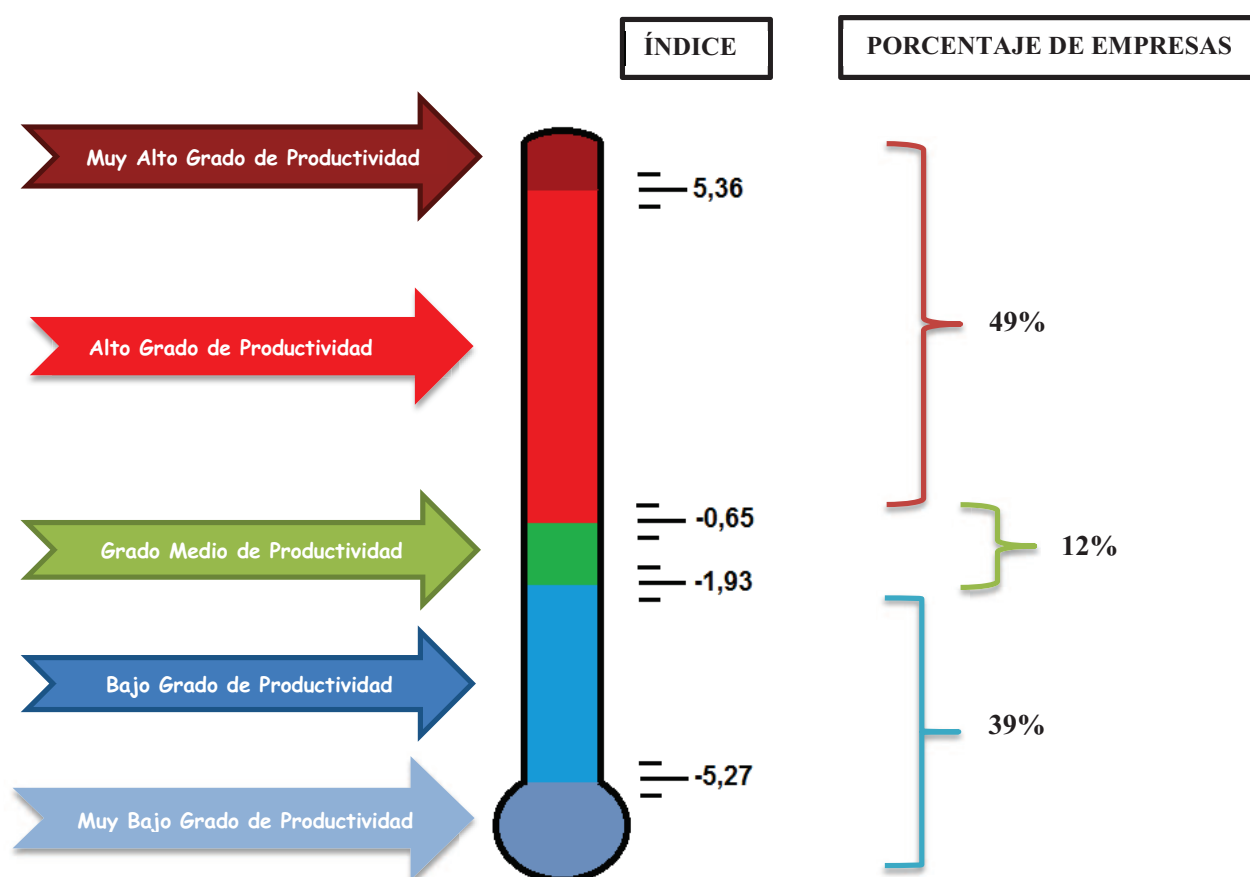 ÍNDICE
PORCENTAJE DE EMPRESAS
Muy Alto Grado de Productividad
5,36
49%
Alto Grado de Productividad
-0,65
Grado Medio de Productividad
12%
-1,93
Bajo Grado de Productividad
39%
-5,27
Muy Bajo Grado de Productividad